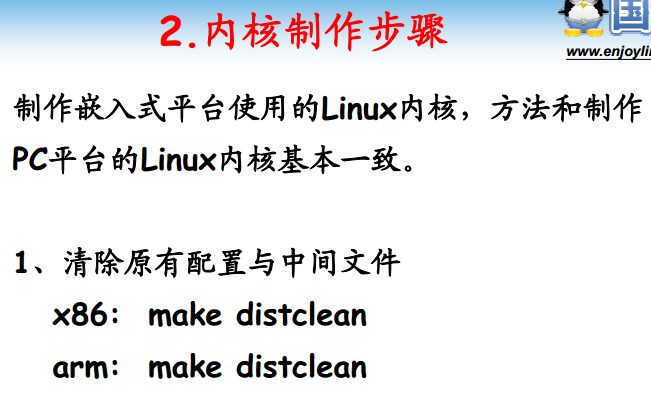 2.内核制作步骤
国
www.enjoyli
制作嵌入式平台使用的Linux内核，方法和制作
PC平台的Linux内核基本一致。
1、清除原有配置与中间文件
x86： make distclean
arm： make distclean